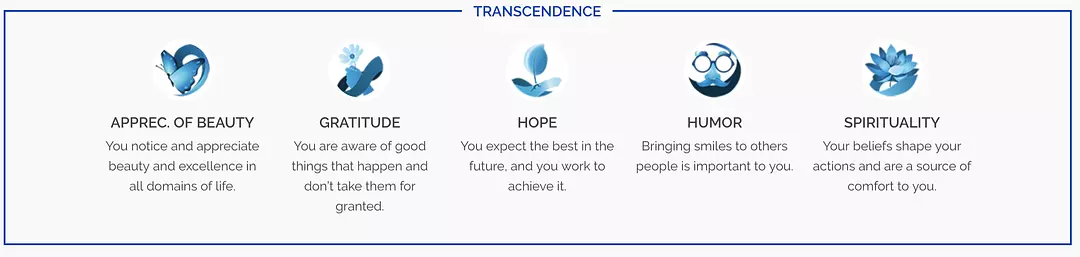 TRANSCENDENCE
APPREC. OF BEAUTY
You notice and appreciate
beauty and excellence in
all domains of life.
GRATITUDE
You are aware of good
things that happen and
don't take them for
granted.
HOPE
You expect the best in the
future, and you work to
achieve it.
HUMOR
Bringing smiles to others
people is important to you.
SPIRITUALITY
Your beliefs shape your
actions and are a source of
comfort to you.